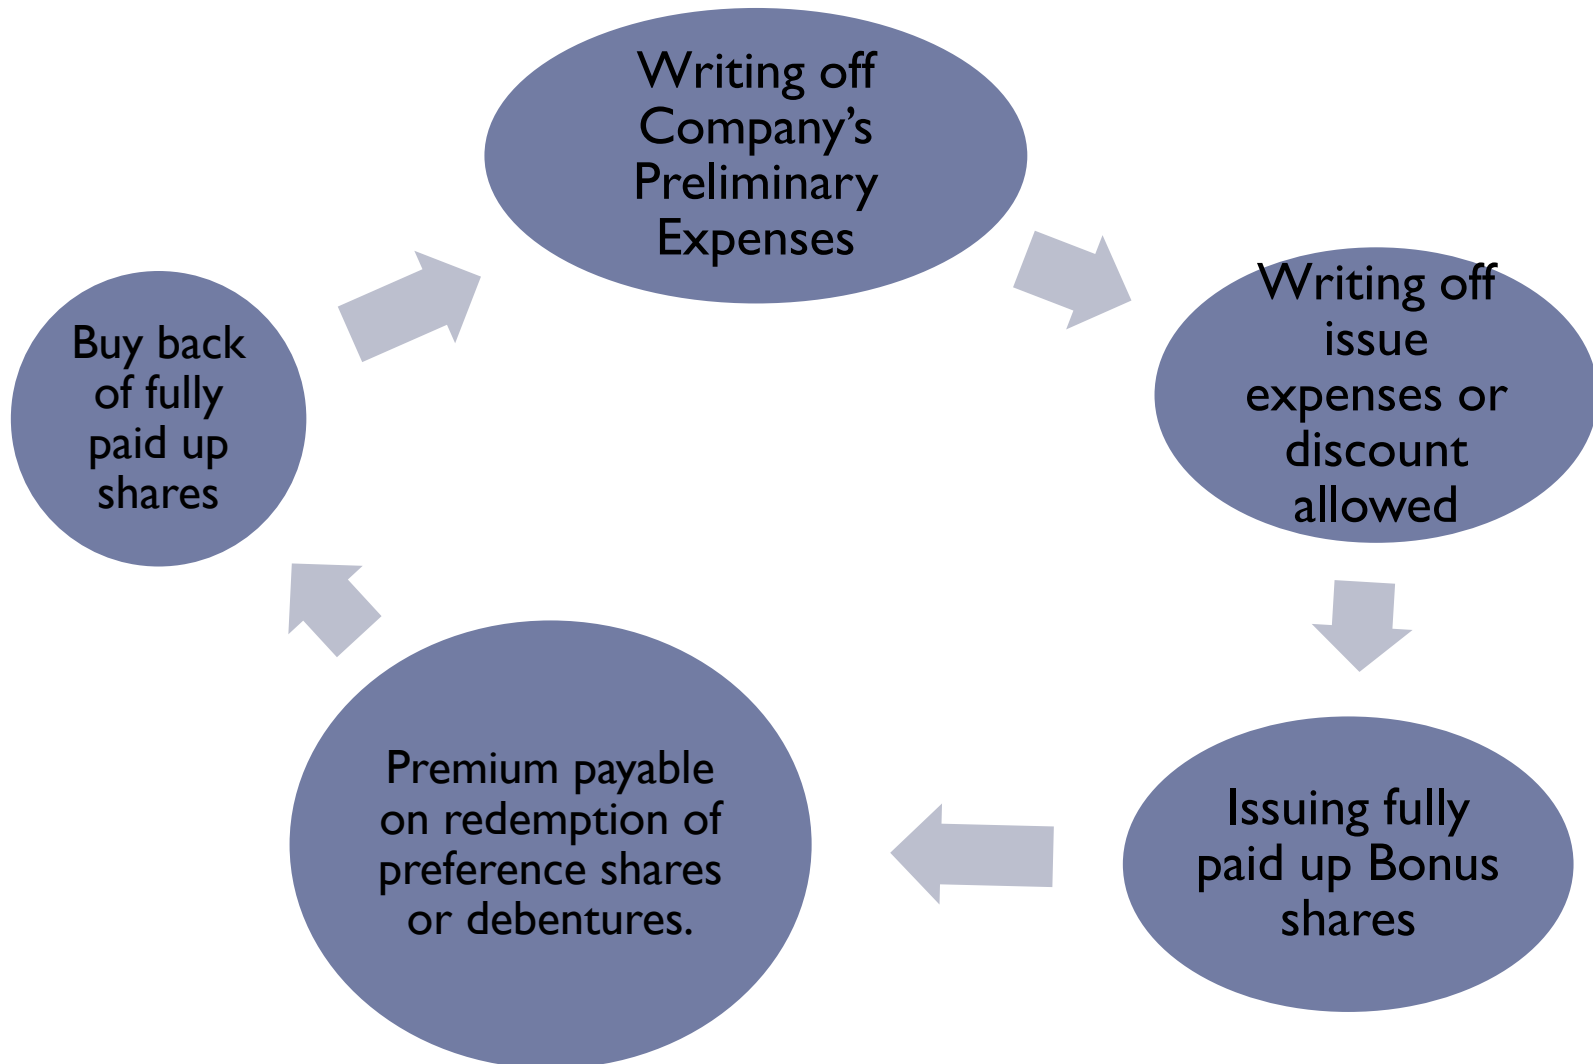 Writing off
Company’s
Preliminary
Expenses
Writing off
issue
expenses or
discount
allowed
Issuing fully
paid up Bonus
shares
Premium payable
on redemption of
preference shares
or debentures.
Buy back
of fully
paid up
shares